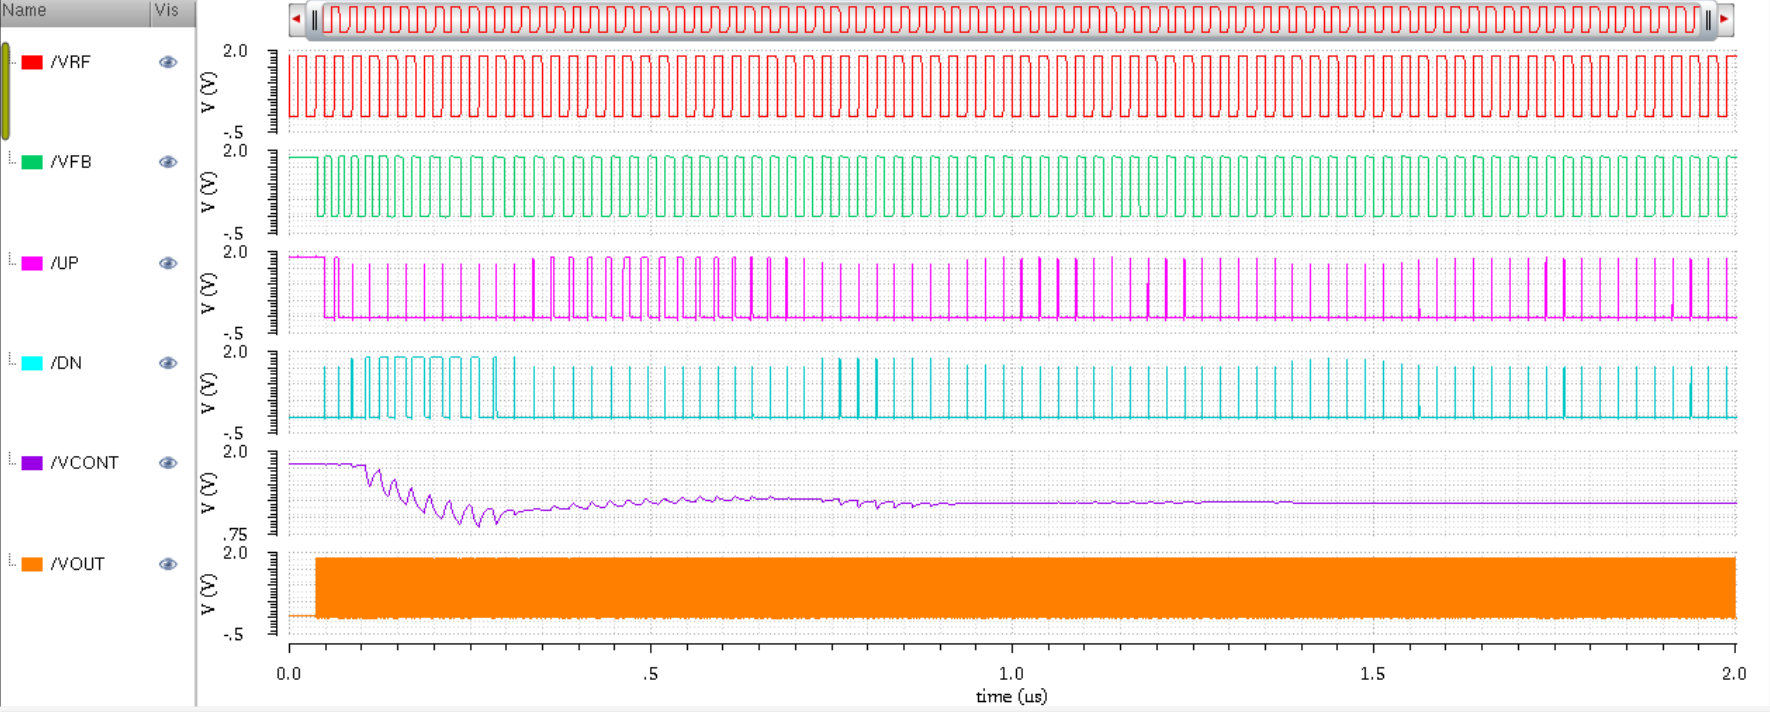 Name Vis
2.0
/VRF
V (V)
-.5
2.0
/VFB
V (V)
-.5
2.0
/UP
V (V)
-.5
2.0
/DN
V (V)
-.5
2.0
/VCONT
V (V)
.75
2.0
/VOUT
V (V)
-.5
0.0 .5 1.0 1.5 2.0
time (us)